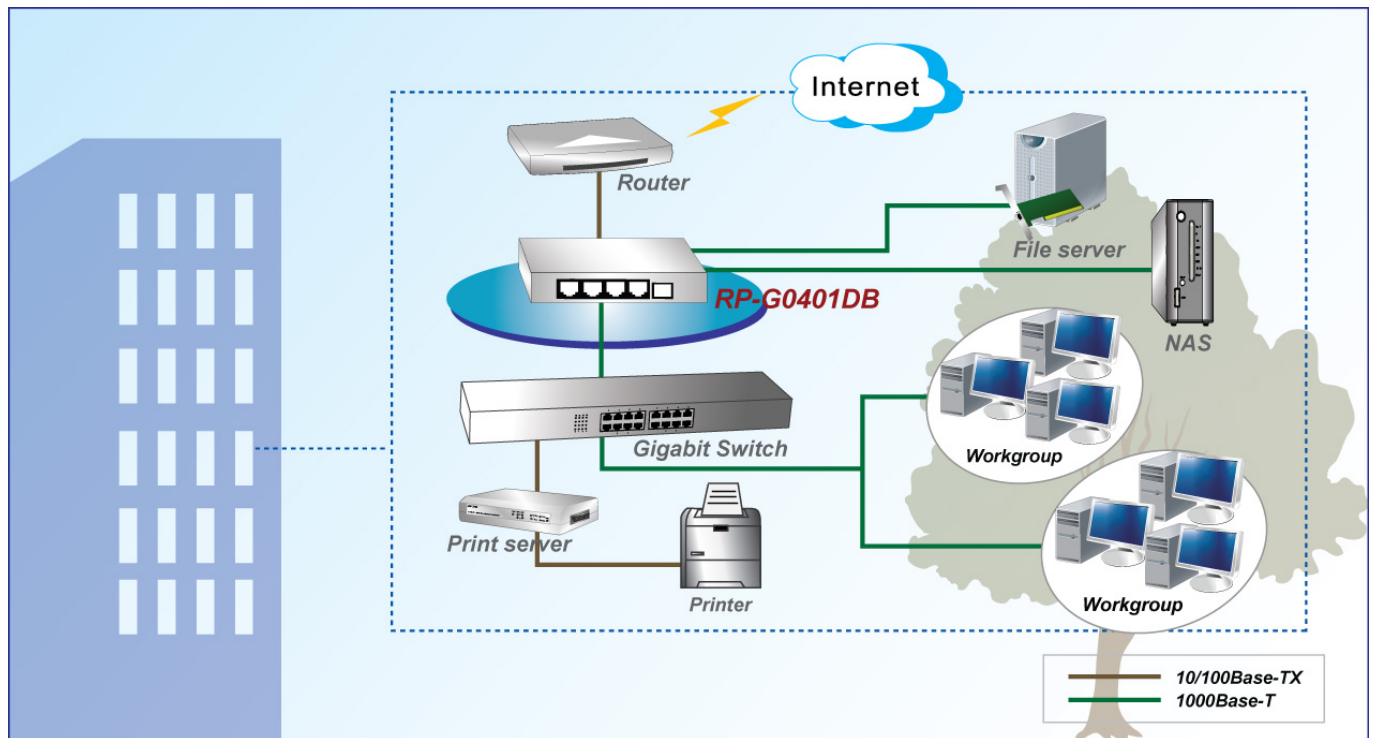 Internet
Router
File server
RP-G0401DB
NAS
Gigabit Switch
Workgroup
Print server
Printer
Workgroup
10/100Base-TX
1000Base-T